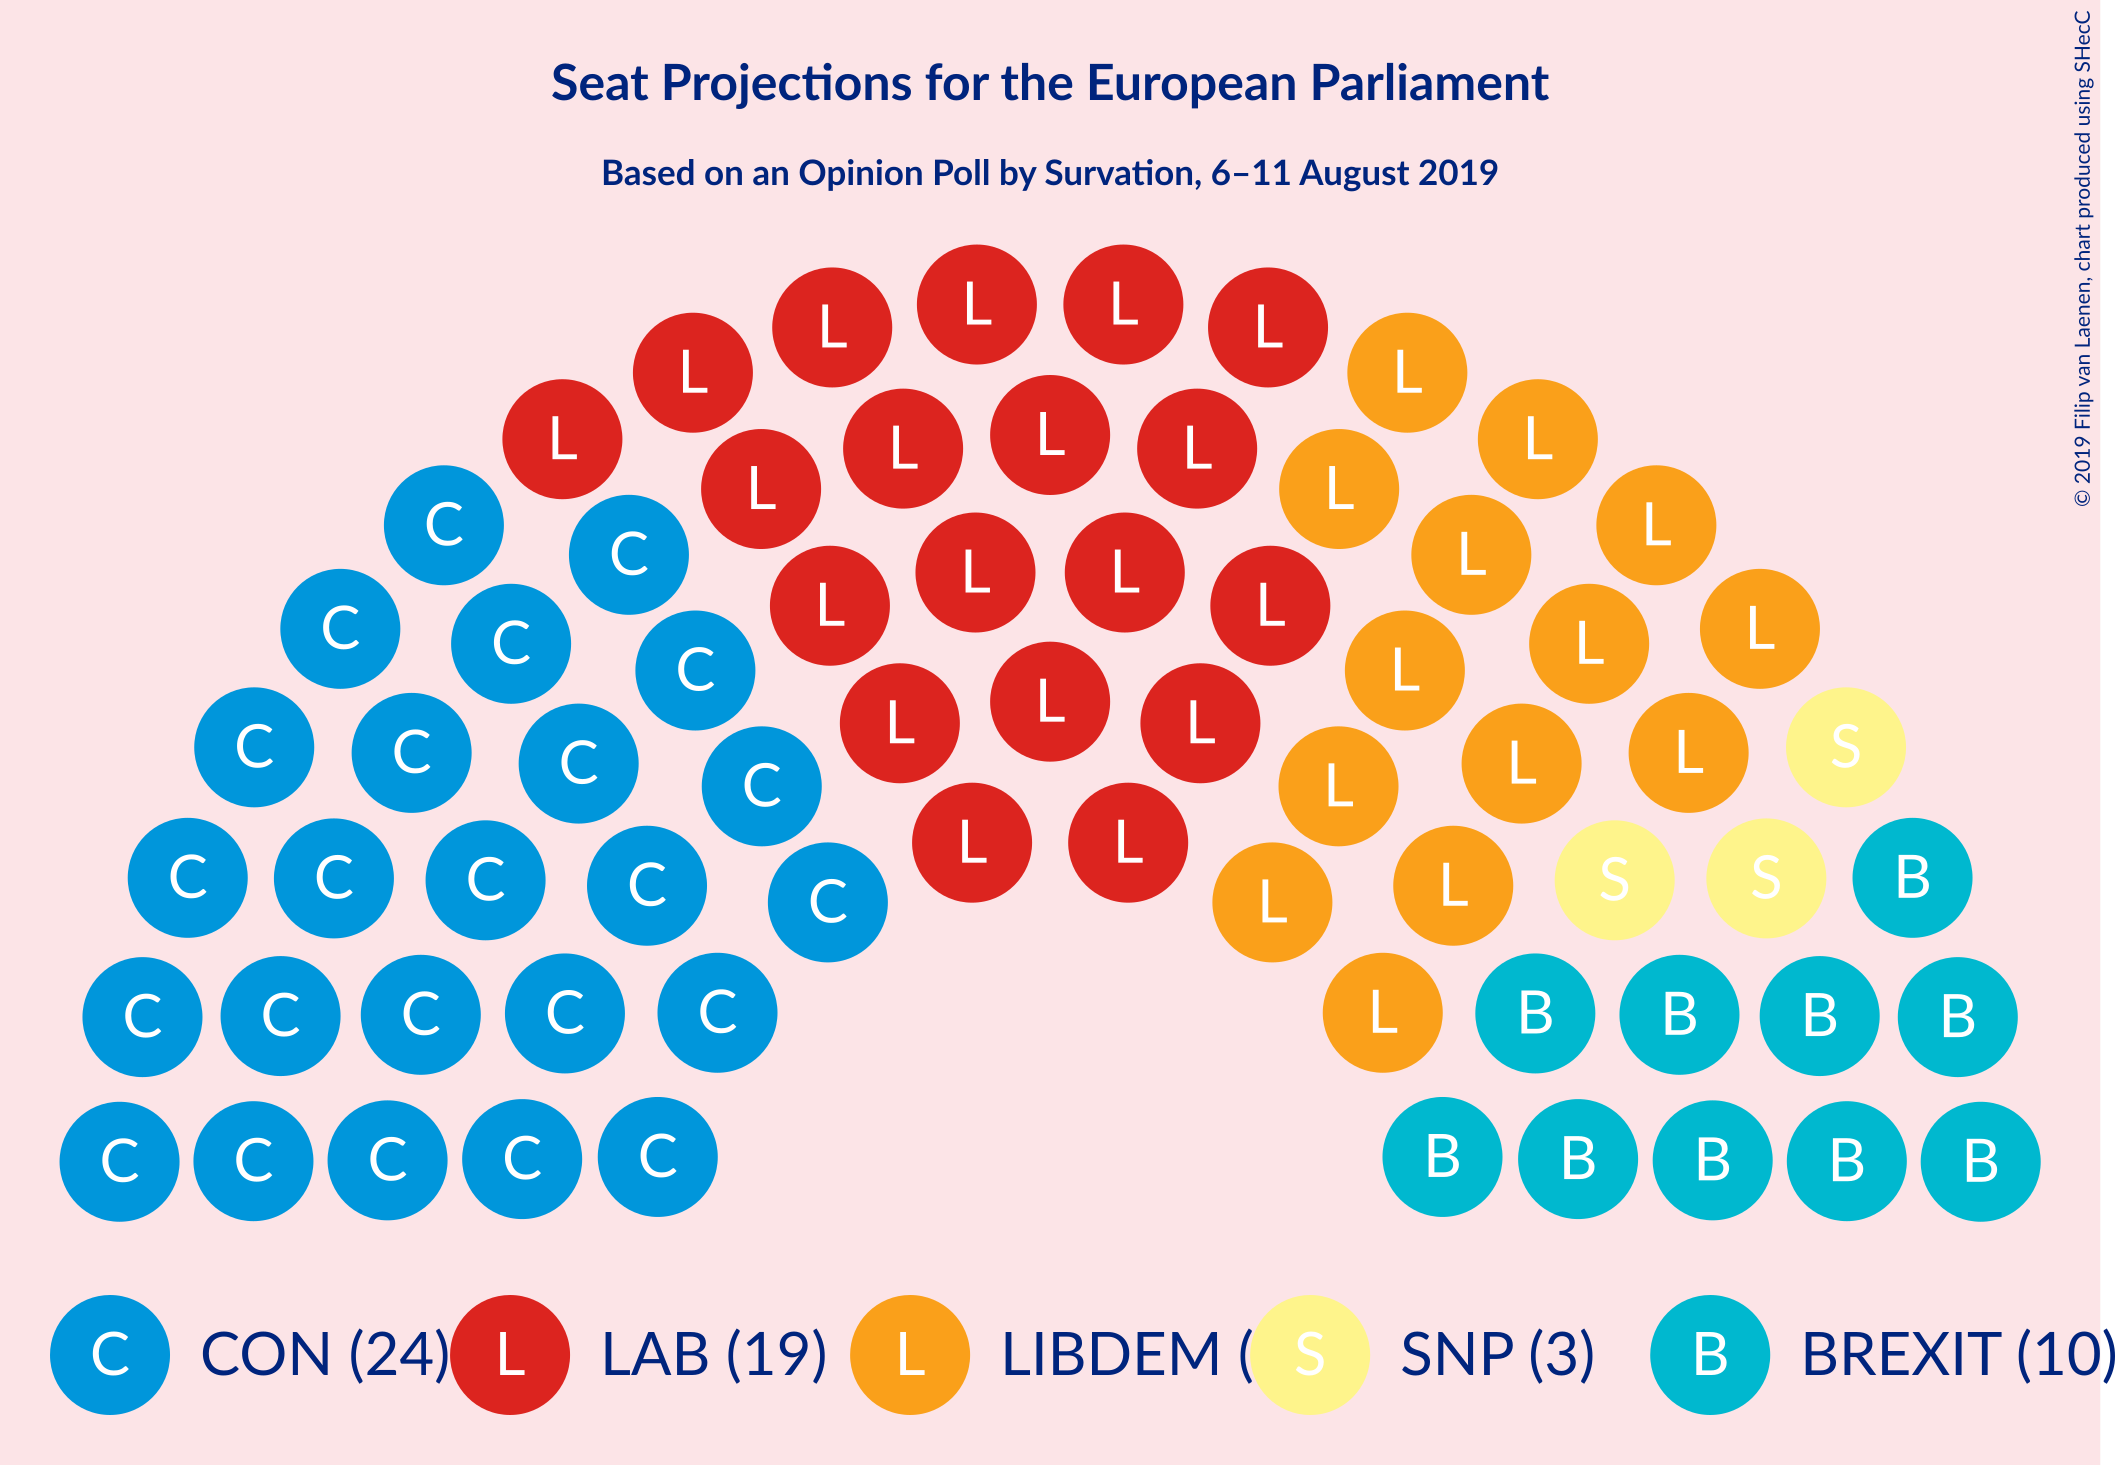 Seat Projections for the European Parliament
Based on an Opinion Poll by Survation, 6–11 August 2019
© 2019 Filip van Laenen, chart produced using SHecC
L L L L
L L L L L L
L L L L L
C C L L
C L L L L L
C C L L
C L L L
C C C L L L S
C L L
C C C C C L L S S B
C C C C C L B B B B
C C C C C B B B B B
C CON (24) L LAB (19) L LIBDEM ( S SNP (3) B BREXIT (10)